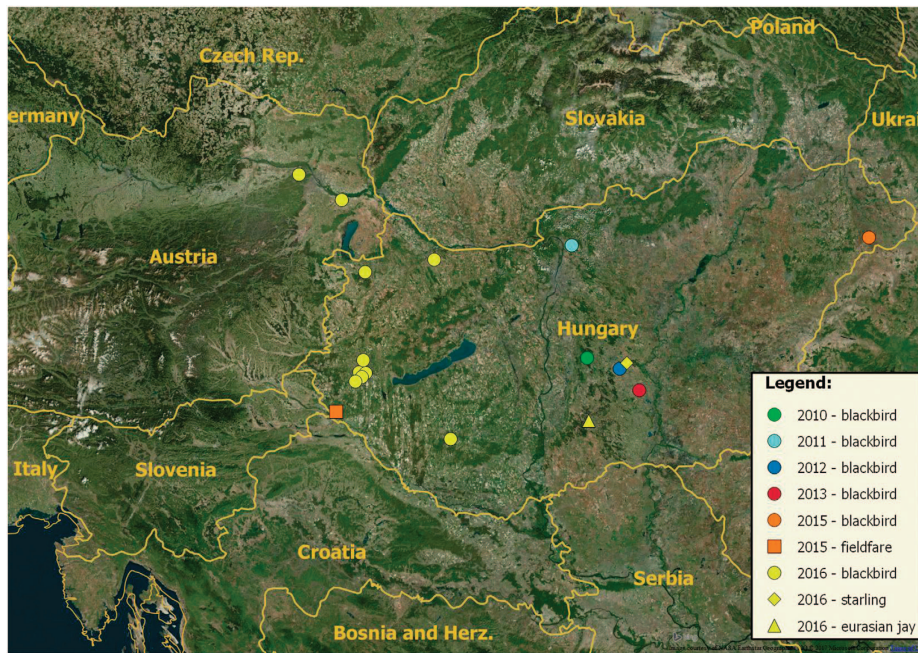 Poland
Czech Rep.
ermany
Slovakia
Ukrai
Austria
Hungary
Italy
Slovenia
Croatia
Serbia
Bosnia and Herz.
Legend:
2010 - blackbird
2011 - blackbird
2012 - blackbird
2013 - blackbird
2015 - blackbird
2015 - fieldfare
2016 - blackbird
2016 - starling
2016 - eurasian jay